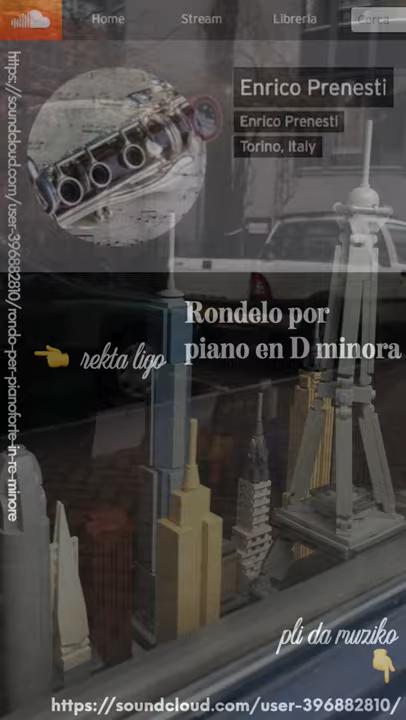 Home Stream Libreria Cerca
Enrico Prenesti
Enrico Prenesti
Torino, Italy
https://soundcloud.com/user-396882810/rondo-per-pianoforte-in-re-minore
Rondelo por
piano en D minora
rekta ligo
pli da muziko
https://soundcloud.com/user-396882810/